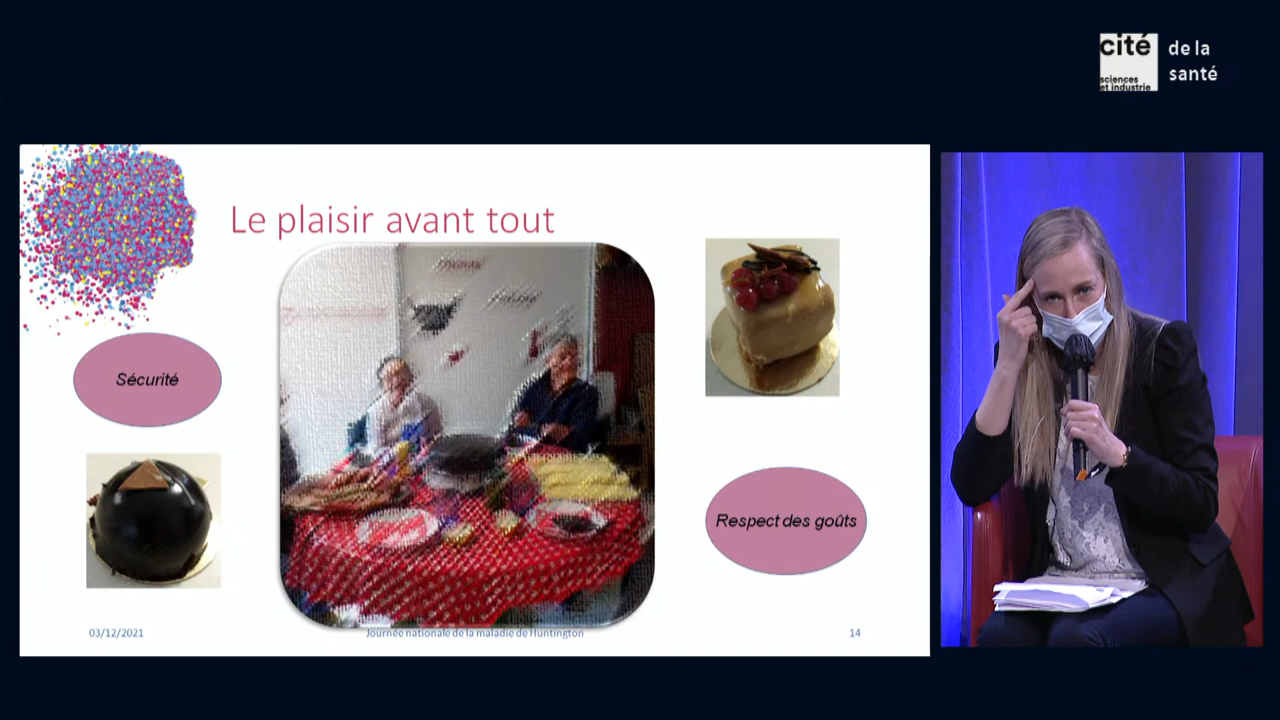 cité
sciences
et industrie
de la
santé
Le plaisir avant tout
Sécurité
Respect des goûts
03/12/2021
Journée nationale de la maladie de Huntington
14